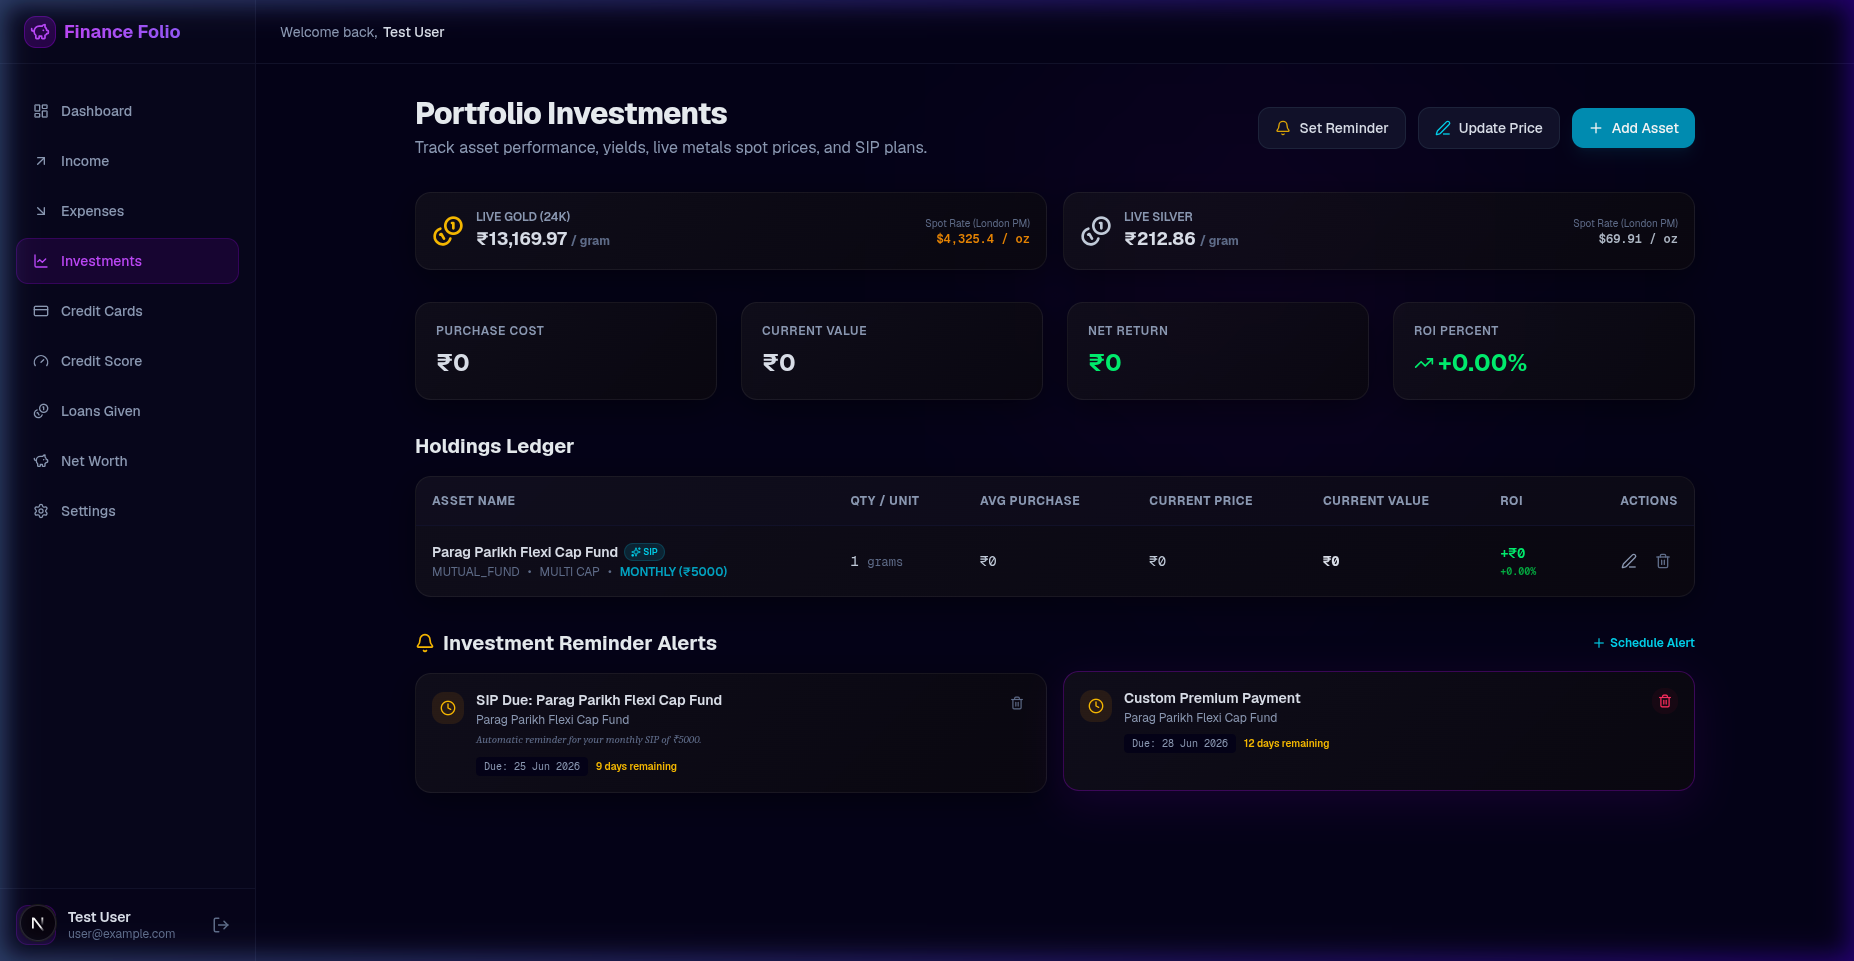 Finance Folio
Welcome back, Test User
Dashboard
Income
Expenses
Investments
Credit Cards
Credit Score
Loans Given
Net Worth
Settings
Test User
user@example.com
N
Portfolio Investments
Track asset performance, yields, live metals spot prices, and SIP plans.
Set Reminder
Update Price
Add Asset
LIVE GOLD (24K)
₹13,169.97 / gram
Spot Rate (London PM)
$4,325.4 / oz
LIVE SILVER
₹212.86 / gram
Spot Rate (London PM)
$69.91 / oz
PURCHASE COST
₹0
CURRENT VALUE
₹0
NET RETURN
₹0
ROI PERCENT
+0.00%
Holdings Ledger
ASSET NAME QTY / UNIT AVG PURCHASE CURRENT PRICE CURRENT VALUE ROI ACTIONS
Parag Parikh Flexi Cap Fund SIP
MUTUAL_FUND • MULTI CAP • MONTHLY (₹5000)
1 grams ₹0 ₹0 ₹0
+₹0
+0.00%
Investment Reminder Alerts
+ Schedule Alert
SIP Due: Parag Parikh Flexi Cap Fund
Parag Parikh Flexi Cap Fund
Automatic reminder for your monthly SIP of ₹5000.
Due: 25 Jun 2026 9 days remaining
Custom Premium Payment
Parag Parikh Flexi Cap Fund
Due: 28 Jun 2026 12 days remaining